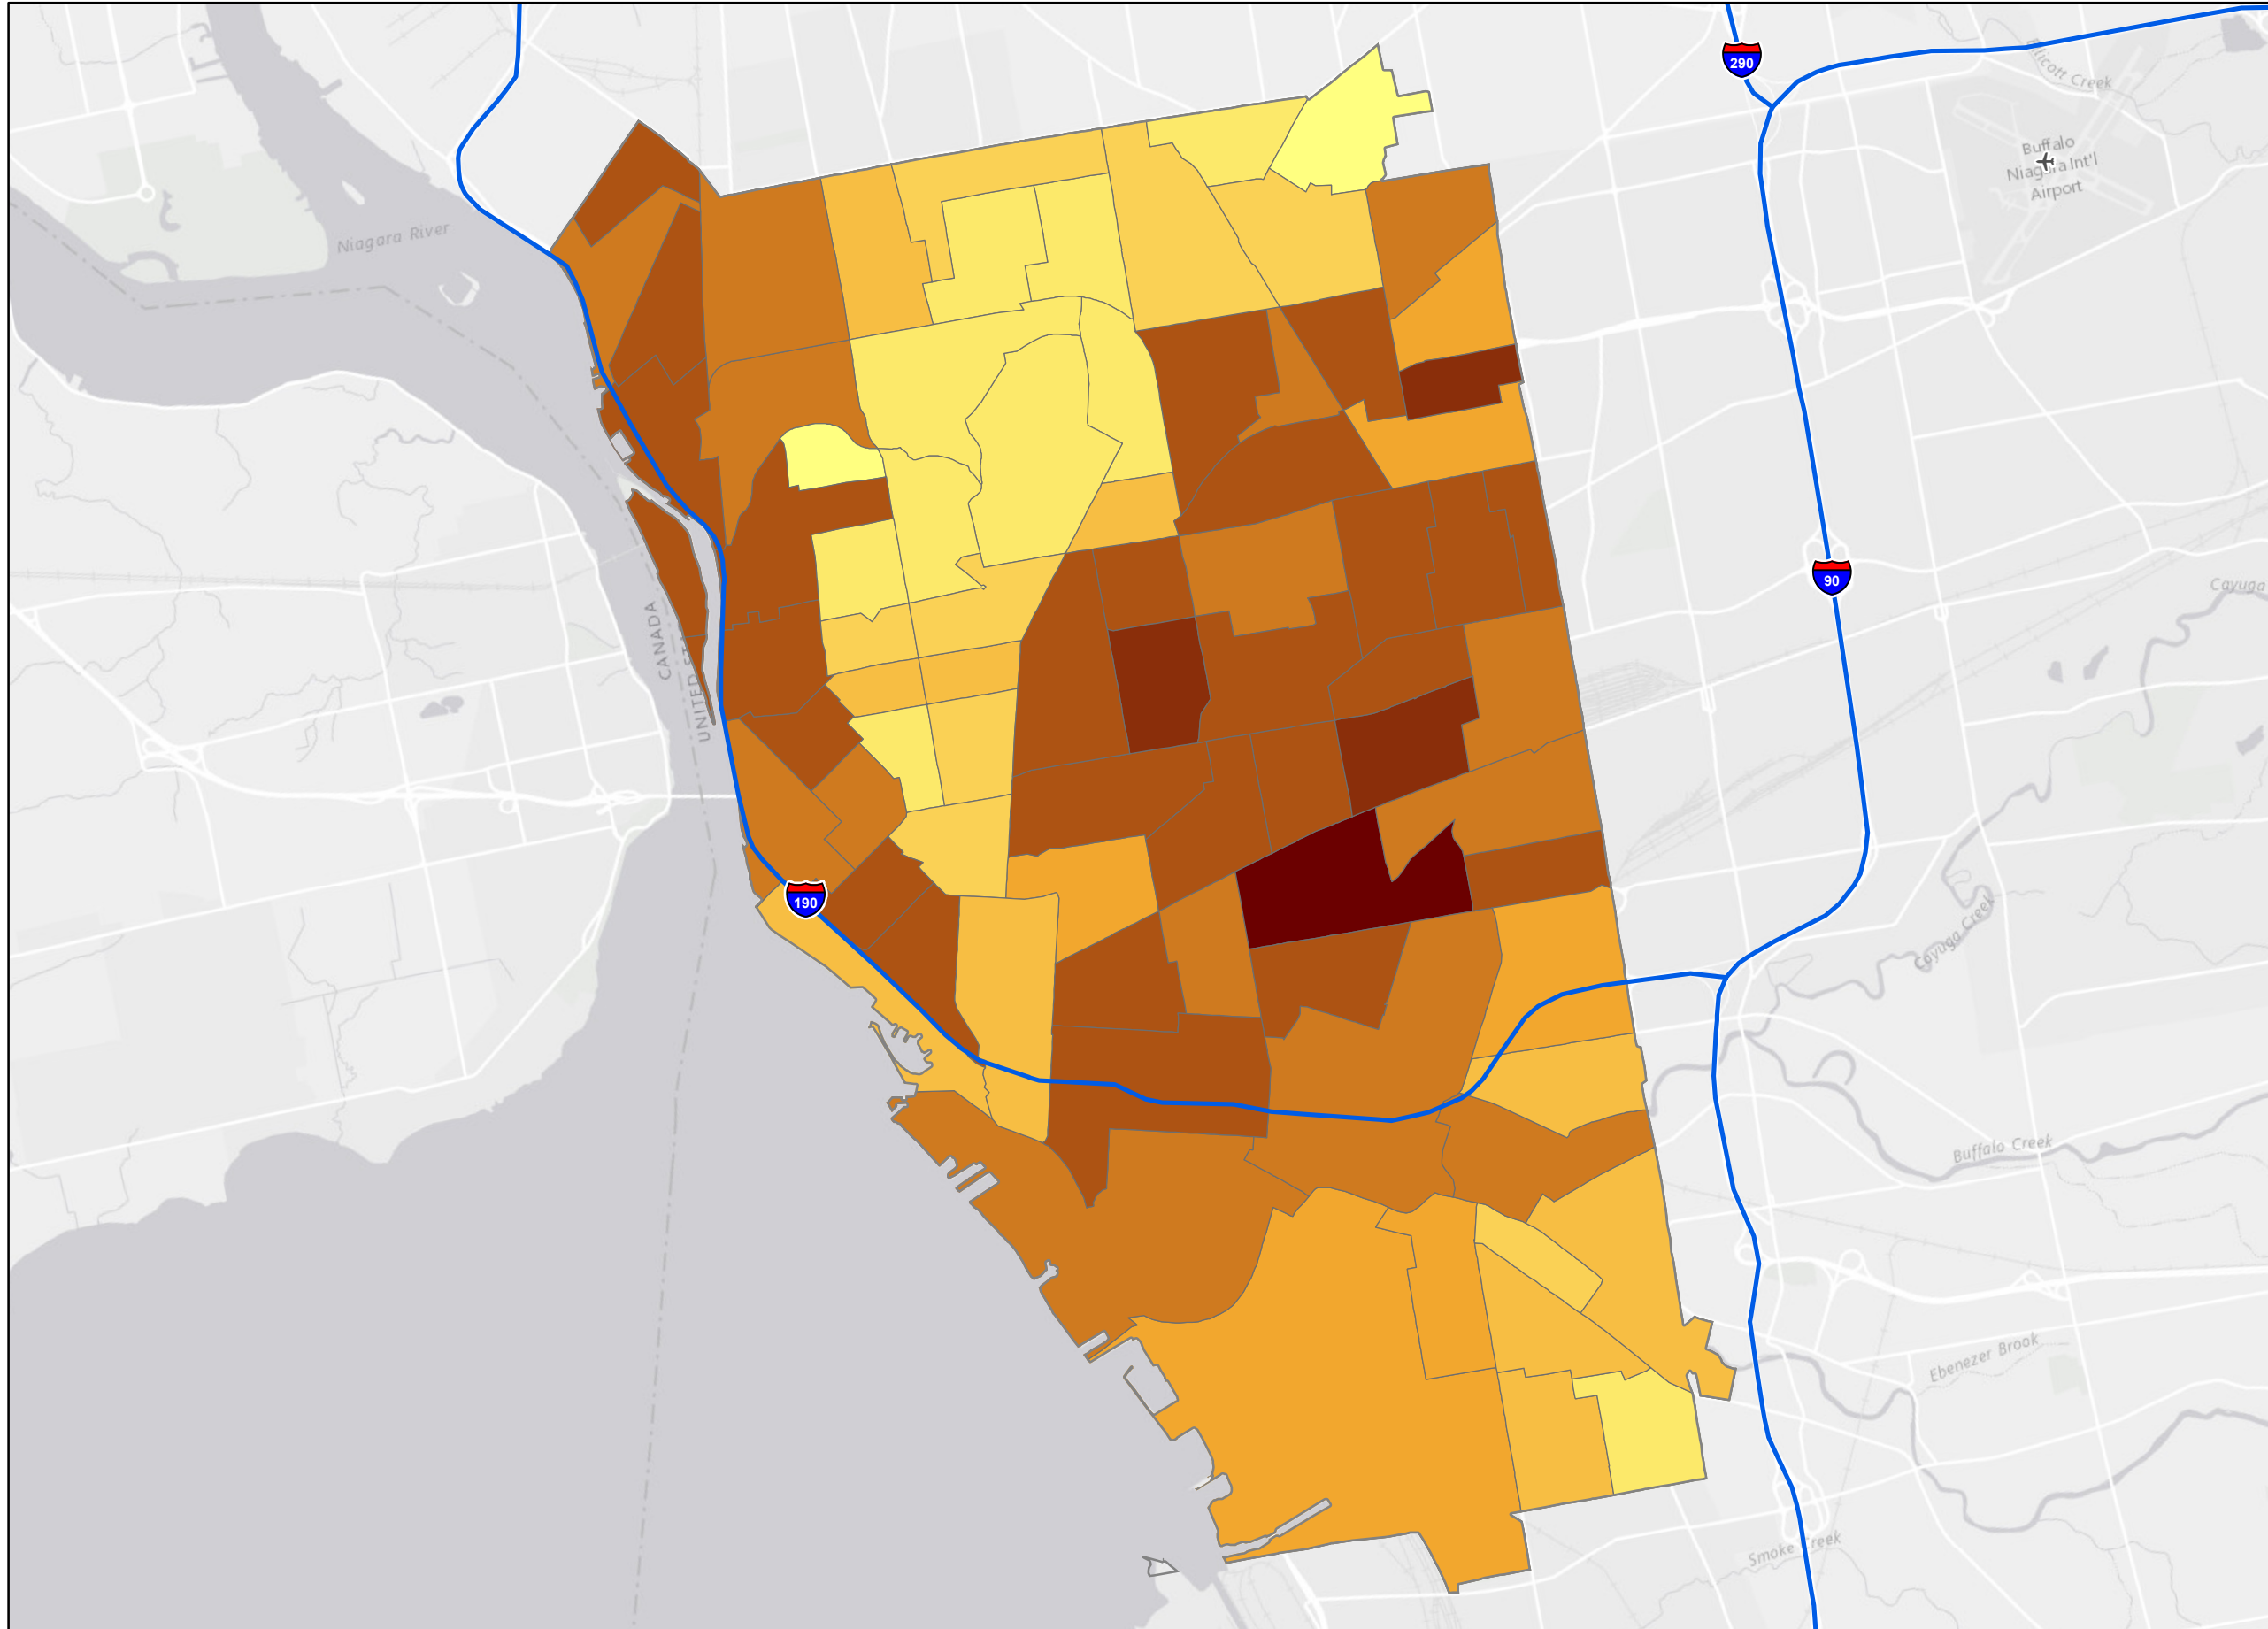 290
Ellicott Creek
Buffalo
Niagara Int'l
Airport
Niagara River
90
Cayuga
CANADA
UNITED
190
Cayuga Creek
Buffalo Creek
Ebenezer Brook
Smoke Creek